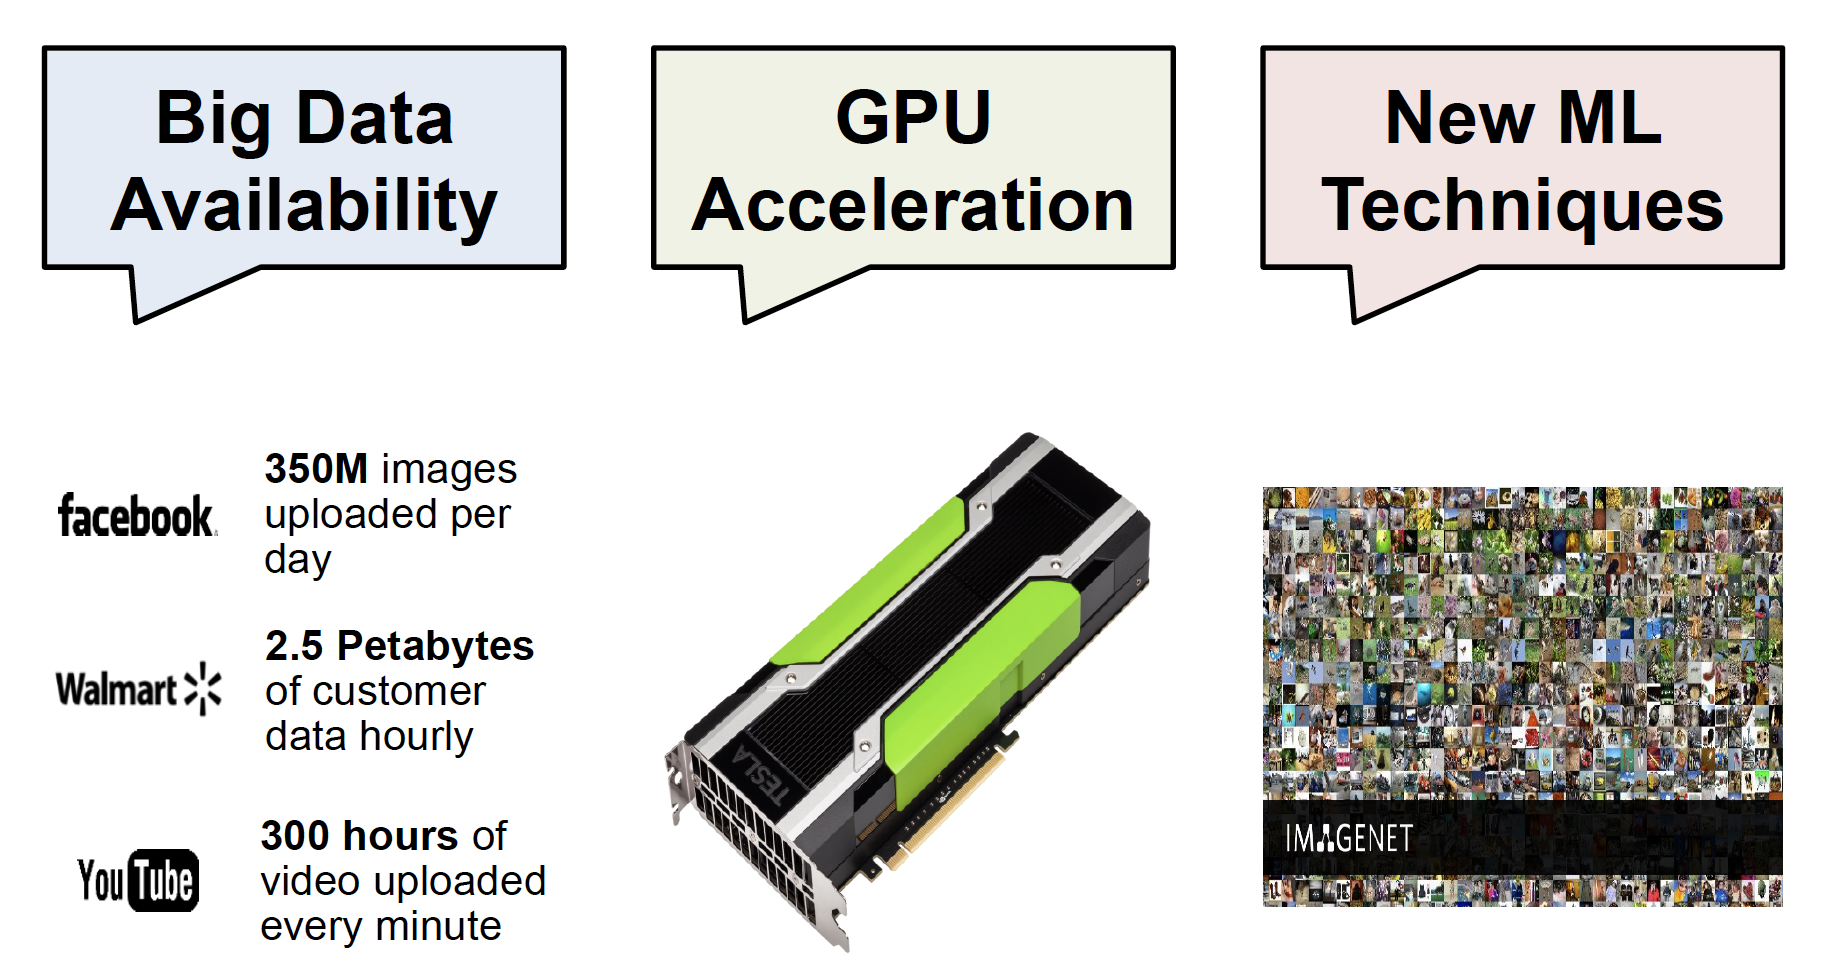 Big Data
Availability
GPU
Acceleration
New ML
Techniques
facebook
350M images
uploaded per
day
Walmart
2.5 Petabytes
of customer
data hourly
YouTube
300 hours of
video uploaded
every minute
TESLA
IMAGENET